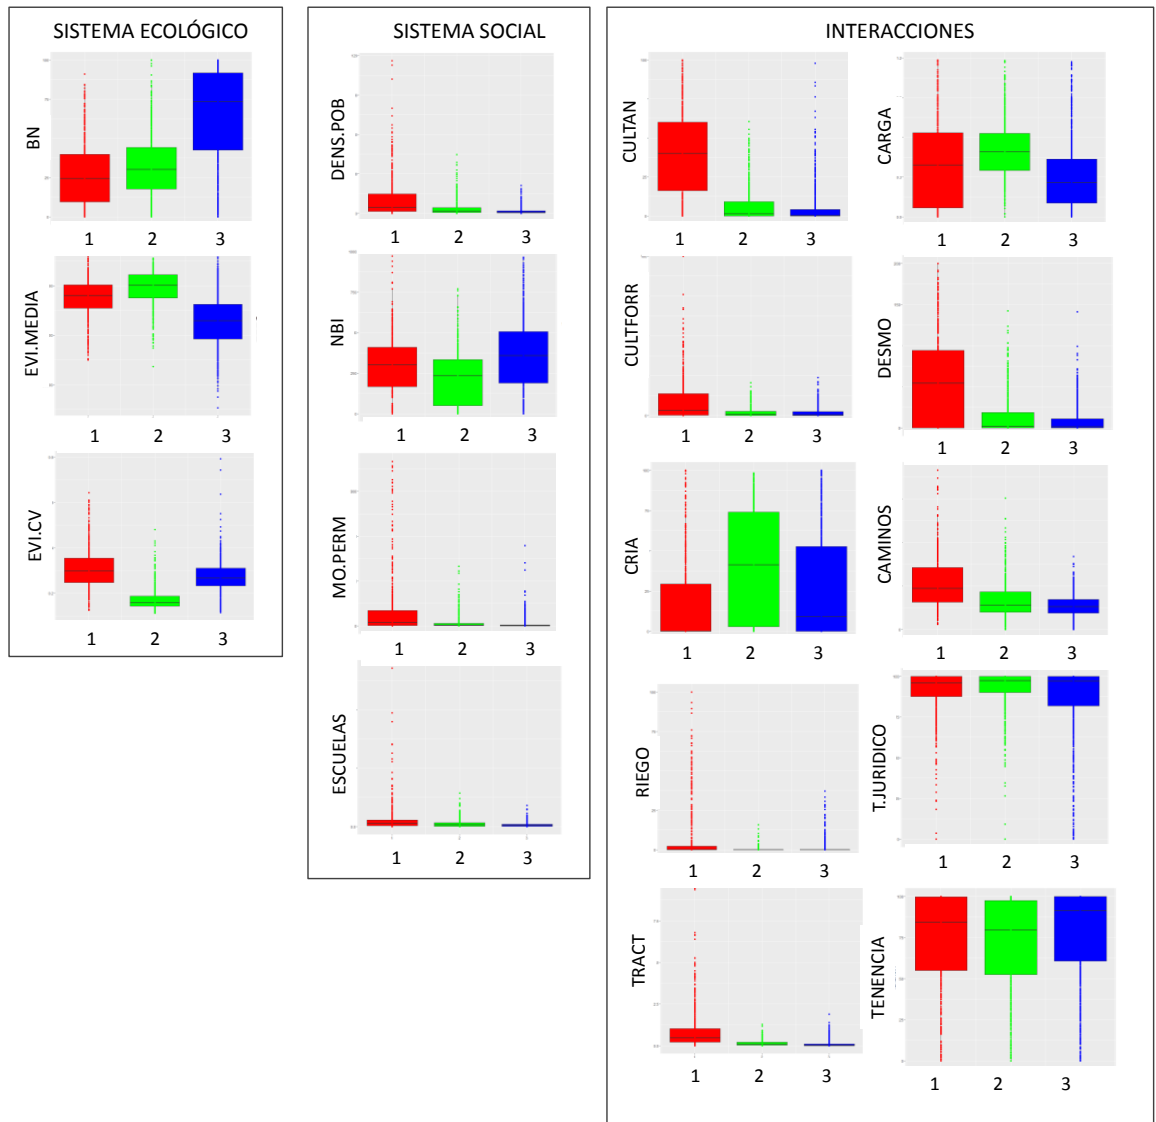 SISTEMA ECOLÓGICO
BN
1 2 3
EVI.MEDIA
1 2 3
EVI.CV
1 2 3
SISTEMA SOCIAL
DENS.POB
1 2 3
NBI
1 2 3
MO.PERM
1 2 3
ESCUELAS
1 2 3
INTERACCIONES
CULTAN
1 2 3
CARGA
1 2 3
CULTFORR
1 2 3
DESMO
1 2 3
CRIA
1 2 3
CAMINOS
1 2 3
RIEGO
1 2 3
T.JURIDICO
1 2 3
TRACT
1 2 3
TENENCIA
1 2 3